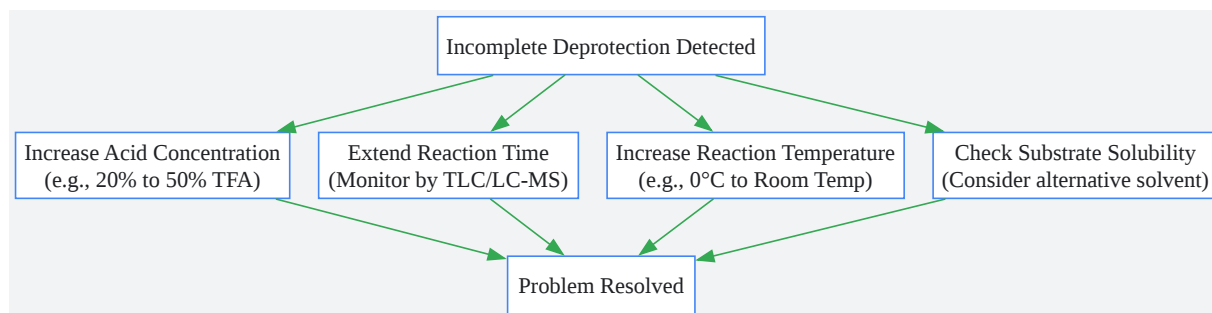 Incomplete Deprotection Detected
Increase Acid Concentration
(e.g., 20% to 50% TFA)
Extend Reaction Time
(Monitor by TLC/LC-MS)
Increase Reaction Temperature
(e.g., 0°C to Room Temp)
Check Substrate Solubility
(Consider alternative solvent)
Problem Resolved